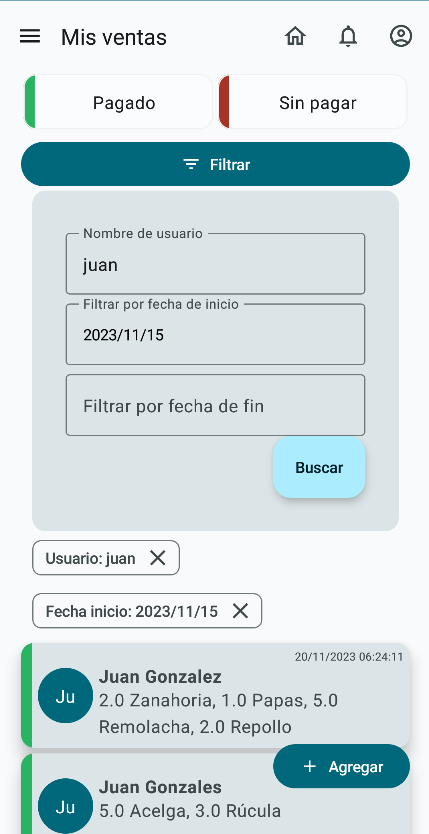 Mis ventas
Pagado
Sin pagar
Filtrar
Nombre de usuario
juan
Filtrar por fecha de inicio
2023/11/15
Filtrar por fecha de fin
Buscar
Usuario: juan
Fecha inicio: 2023/11/15
20/11/2023 06:24:11
Ju
Juan Gonzalez
2.0 Zanahoria, 1.0 Papas, 5.0
Remolacha, 2.0 Repollo
Agregar
Ju
Juan Gonzales
5.0 Acelga, 3.0 Rúcula